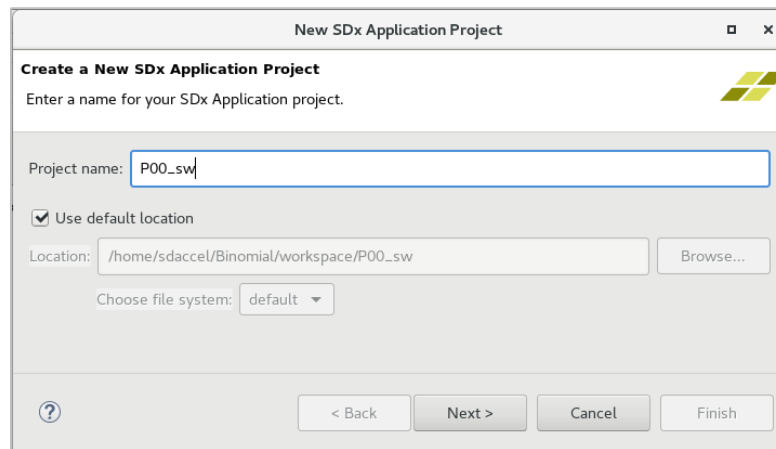 New SDx Application Project
Create a New SDx Application Project
Enter a name for your SDx Application project.
Project name: P00_sw
Use default location
Location: /home/sdaccel/Binomial/workspace/P00_sw Browse...
Choose file system: default
? < Back Next > Cancel Finish